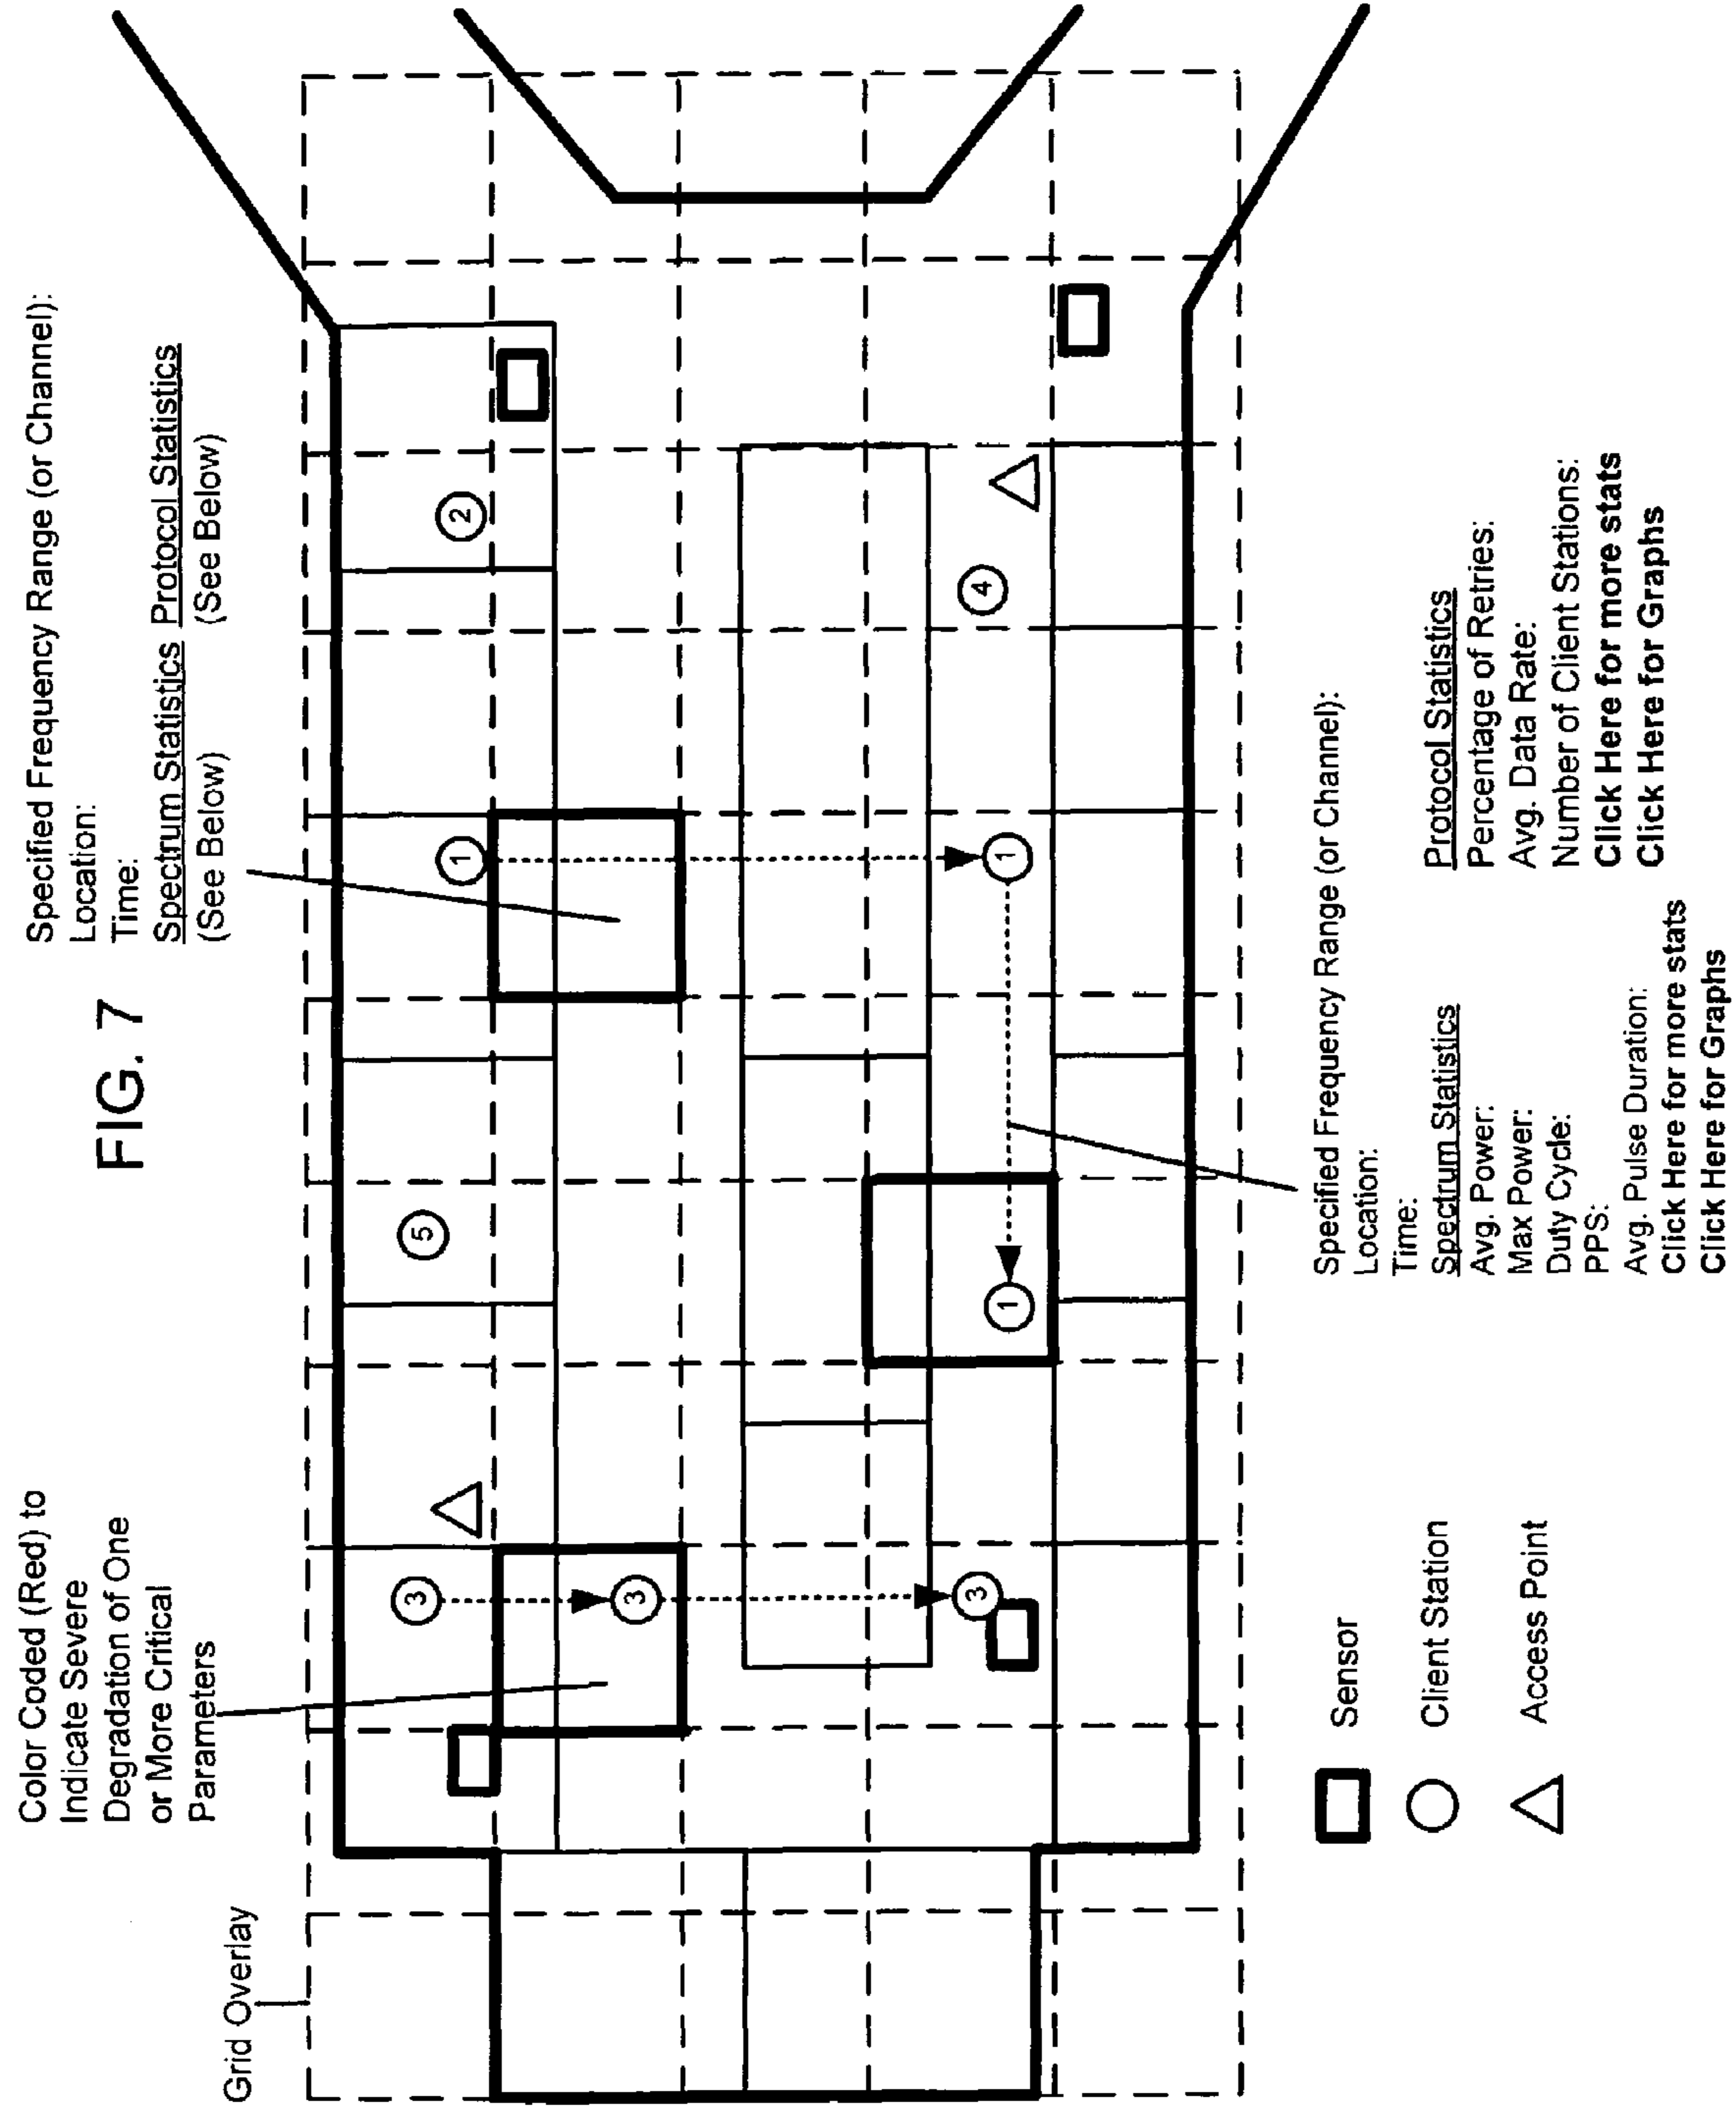 FIG. 7
Grid Overlay
Color Coded (Red) to
Indicate Severe
Degradation of One
or More Critical
Parameters
Specified Frequency Range (or Channel):
Location:
Time:
Spectrum Statistics Protocol Statistics
(See Below) (See Below)
3
5
1
2
3
3
1
1
4
Sensor
Client Station
Access Point
Specified Frequency Range (or Channel):
Location:
Time:
Spectrum Statistics
Avg. Power:
Max Power:
Duty Cycle:
PPS:
Avg. Pulse Duration:
Click Here for more stats
Click Here for Graphs
Protocol Statistics
Percentage of Retries:
Avg. Data Rate:
Number of Client Stations:
Click Here for more stats
Click Here for Graphs